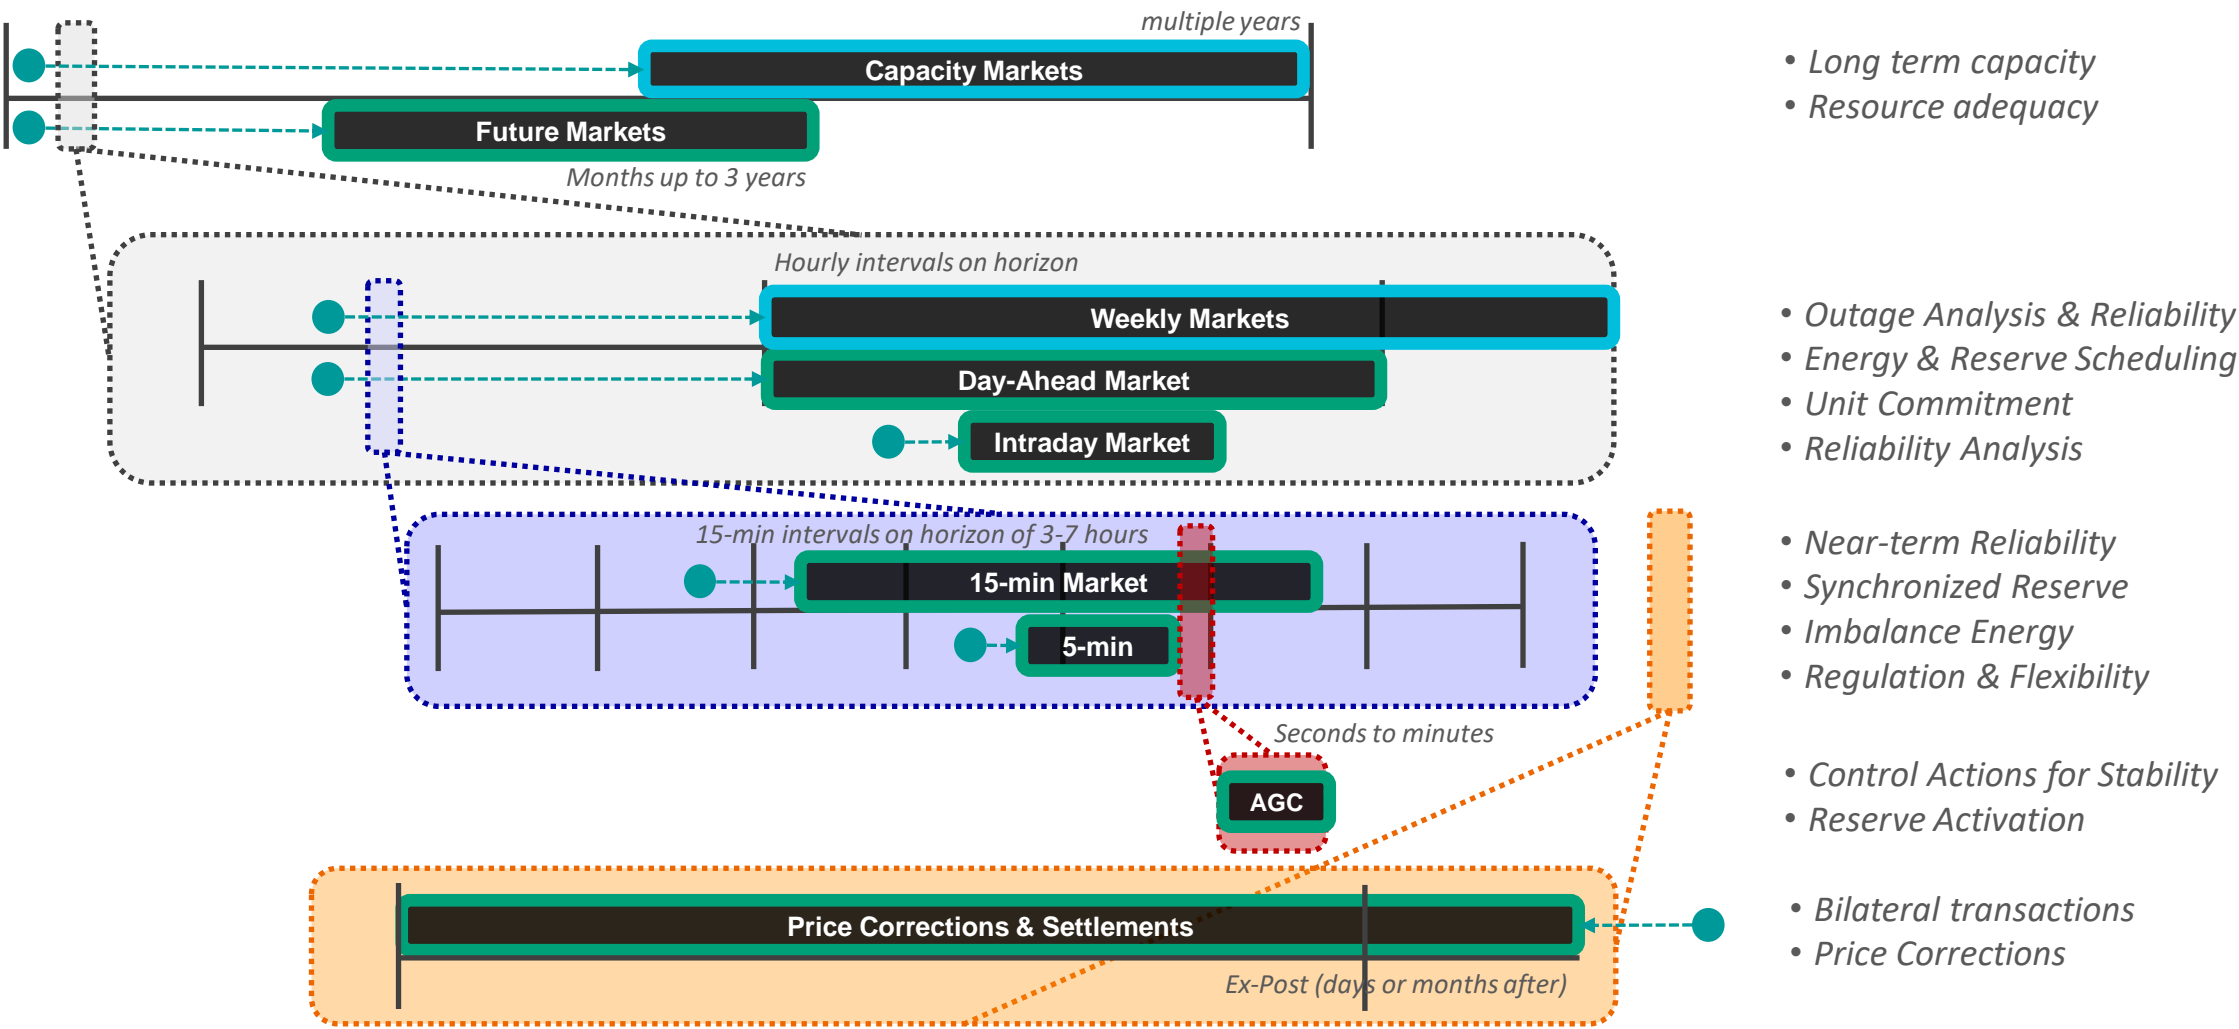 multiple years
Capacity Markets
• Long term capacity
• Resource adequacy
Future Markets
Months up to 3 years
Hourly intervals on horizon
Weekly Markets
Day-Ahead Market
Intraday Market
• Outage Analysis & Reliability
• Energy & Reserve Scheduling
• Unit Commitment
• Reliability Analysis
15-min intervals on horizon of 3-7 hours
15-min Market
5-min
• Near-term Reliability
• Synchronized Reserve
• Imbalance Energy
• Regulation & Flexibility
Seconds to minutes
AGC
• Control Actions for Stability
• Reserve Activation
Price Corrections & Settlements
Ex-Post (days or months after)
• Bilateral transactions
• Price Corrections